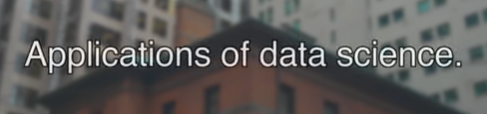 Applications of data science.